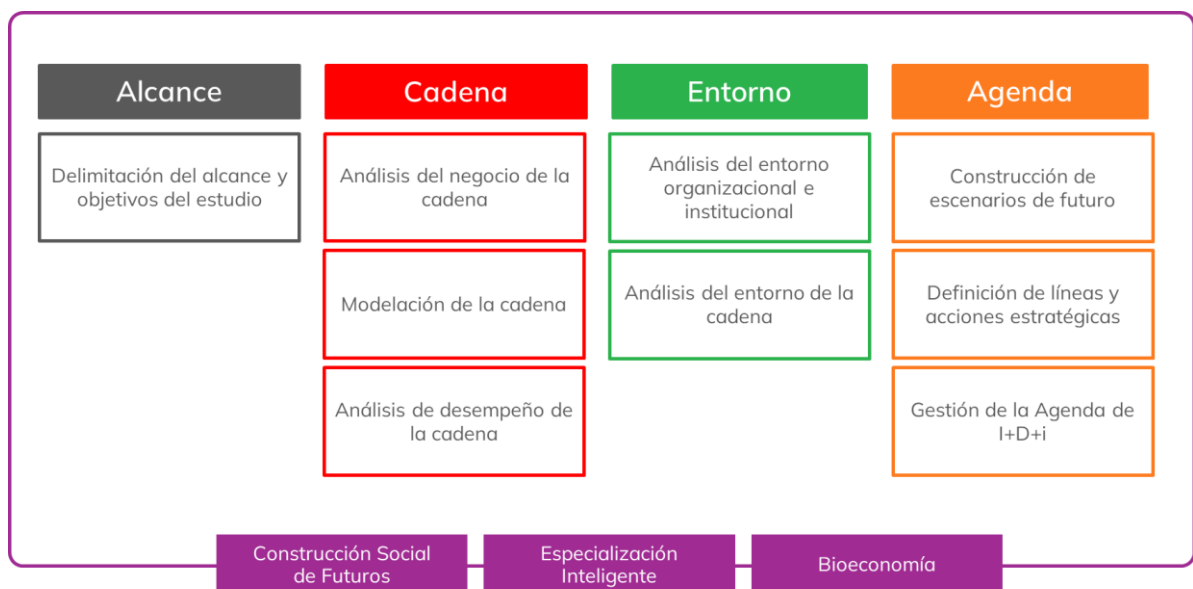 Alcance
Delimitación del alcance y
objetivos del estudio
Cadena
Análisis del negocio de la
cadena
Modelación de la cadena
Análisis de desempeño de
la cadena
Entorno
Análisis del entorno
organizacional e
institucional
Análisis del entorno de la
cadena
Agenda
Construcción de
escenarios de futuro
Definición de líneas y
acciones estratégicas
Gestión de la Agenda de
I+D+i
Construcción Social
de Futuros
Especialización
Inteligente
Bioeconomía